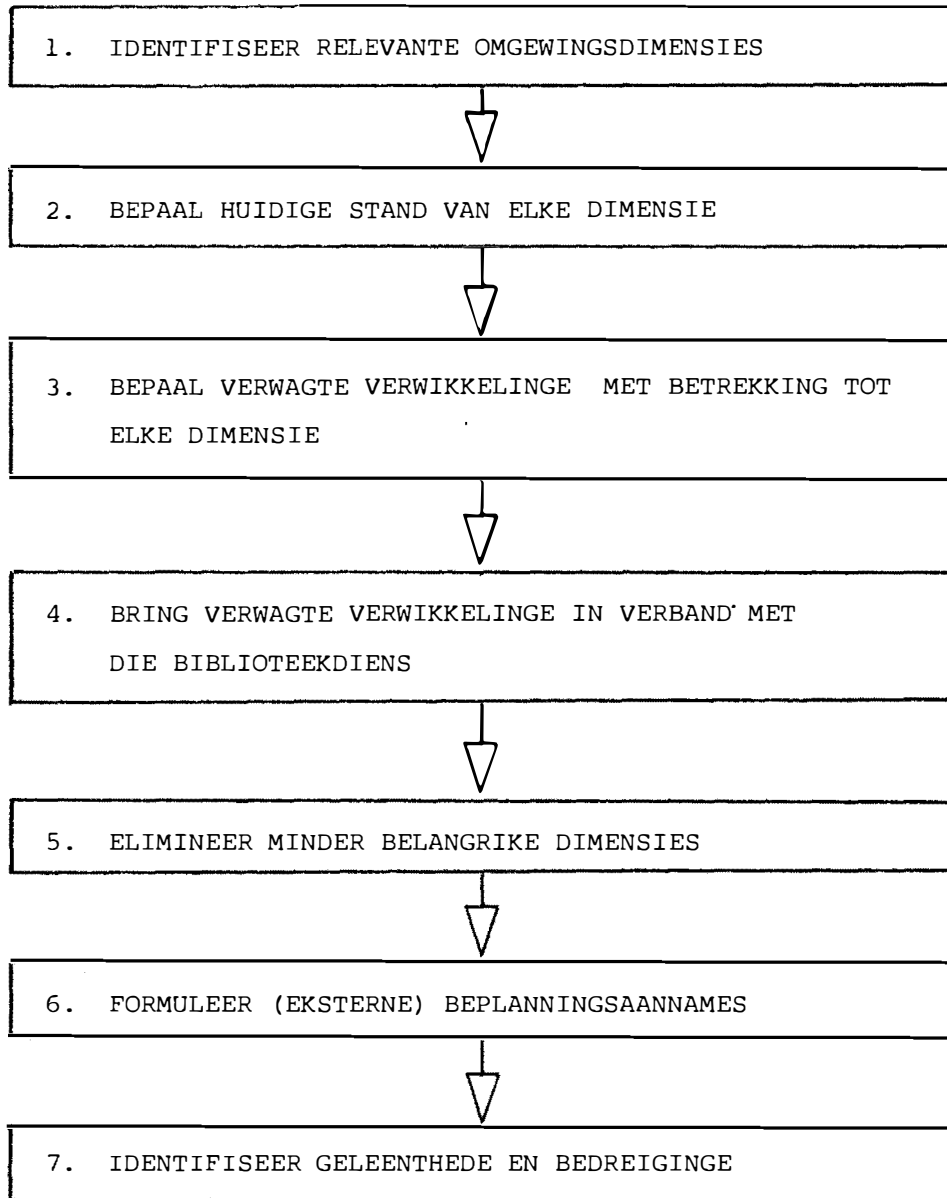 1. IDENTIFISEER RELEVANTE OMGEWINGSDIMENSIES
2. BEPAAL HUIDIGE STAND VAN ELKE DIMENSIE
3. BEPAAL VERWAGTE VERWIKKELINGE MET BETREKKING TOT
ELKE DIMENSIE
4. BRING VERWAGTE VERWIKKELINGE IN VERBAND MET
DIE BIBLIOTEEKDIENS
5. ELIMINEER MINDER BELANGRIKE DIMENSIES
6. FORMULEER (EKSTERNE) BEPLANNINGSAANNAMES
7. IDENTIFISEER GELEENTHEDE EN BEDREIGINGE